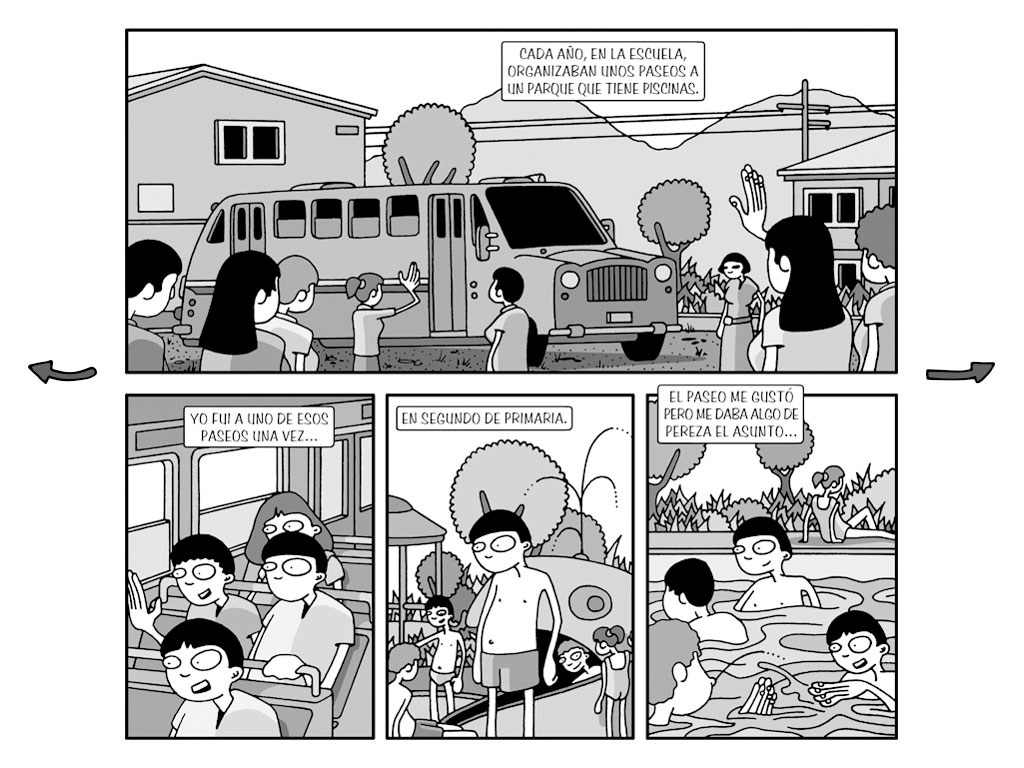 CADA AÑO, EN LA ESCUELA,
ORGANIZABAN UNOS PASEOS A
UN PARQUE QUE TIENE PISCINAS.
YO FUI A UNO DE ESOS
PASEOS UNA VEZ...
EN SEGUNDO DE PRIMARIA.
EL PASEO ME GUSTÓ
PERO ME DABA ALGO DE
PEREZA EL ASUNTO...